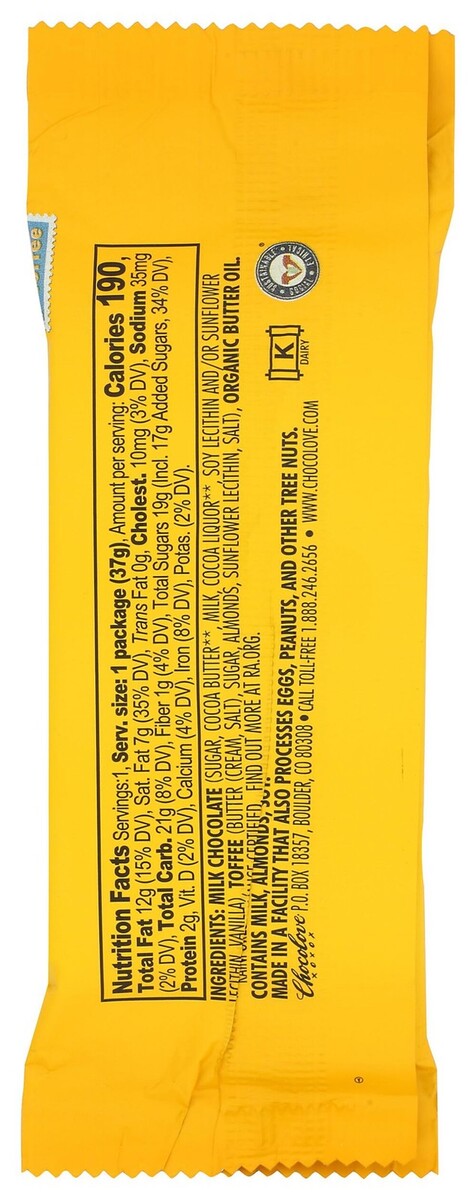 Nutrition Facts Servings:1, Serv. size: 1 package (37g), Amount per serving: Calories 190,
Total Fat 12g (15% DV), Sat. Fat 7g (35% DV), Trans Fat 0g, Cholest. 10mg (3% DV), Sodium 35mg
(2% DV), Total Carb. 21g (8% DV), Fiber 1g (4% DV), Total Sugars 19g (Incl. 17g Added Sugars, 34% DV),
Protein 2g, Vit. D (2% DV), Calcium (4% DV), Iron (8% DV), Potas. (2% DV).
INGREDIENTS: MILK CHOCOLATE (SUGAR, COCOA BUTTER**, MILK, COCOA LIQUOR**, SOY LECITHIN AND/OR SUNFLOWER
LECITHIN, VANILLA), TOFFEE (BUTTER (CREAM, SALT), SUGAR, ALMONDS, SUNFLOWER LECITHIN, SALT), ORGANIC BUTTER OIL.
CERTIFIED. FIND OUT MORE AT RA.ORG.
CONTAINS MILK, ALMONDS, SOY.
MADE IN A FACILITY THAT ALSO PROCESSES EGGS, PEANUTS, AND OTHER TREE NUTS.
Chocolove P.O. BOX 18357, BOULDER, CO 80308 • CALL TOLL-FREE 1.888.246.2656 • WWW.CHOCOLOVE.COM
XOXOX
K
DAIRY
ETHICAL
SOCIAL
®